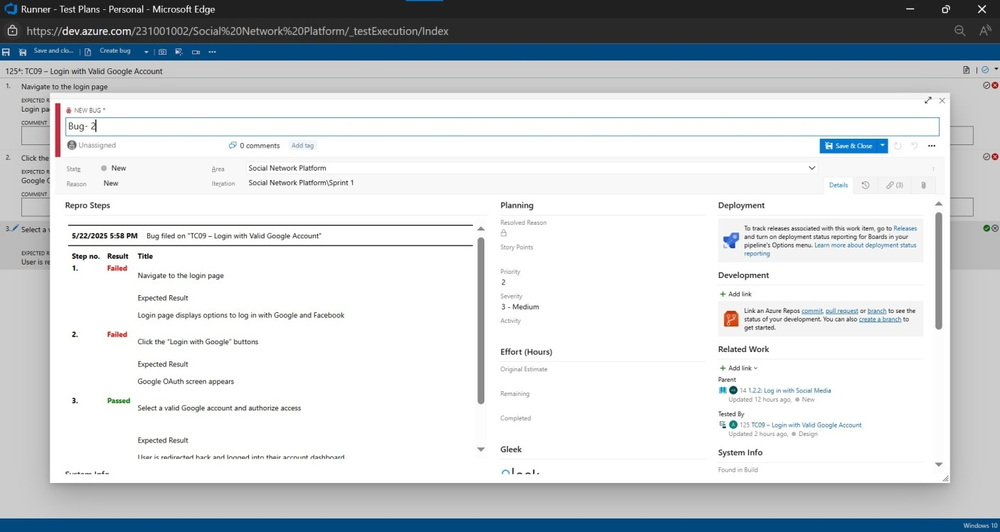 Runner - Test Plans - Personal - Microsoft Edge
https://dev.azure.com/231001002/Social%20Network%20Platform/_testExecution/Index
Save and clo... Create bug
125*: TC09 – Login with Valid Google Account
1. Navigate to the login page
EXPECTED R
Login pa
COMMENT
2. Click the
EXPECTED R
Google O
COMMENT
3. Select a v
EXPECTED R
User is re
NEW BUG *
Bug- 2
Unassigned
0 comments
Add tag
Save & Close
State New
Area Social Network Platform
Reason New
Iteration Social Network Platform\Sprint 1
Details (3)
Repro Steps
5/22/2025 5:58 PM Bug filed on "TC09 – Login with Valid Google Account"
Step no. Result Title
1. Failed
Navigate to the login page
Expected Result
Login page displays options to log in with Google and Facebook
2. Failed
Click the "Login with Google" buttons
Expected Result
Google OAuth screen appears
3. Passed
Select a valid Google account and authorize access
Expected Result
User is redirected back and logged into their account dashboard
System Info
Planning
Resolved Reason
Story Points
Priority
2
Severity
3 - Medium
Activity
Effort (Hours)
Original Estimate
Remaining
Completed
Gleek
Gleek
Deployment
To track releases associated with this work item, go to Releases
and turn on deployment status reporting for Boards in your
pipeline's Options menu. Learn more about deployment status
reporting
Development
Add link
Link an Azure Repos commit, pull request or branch to see the
status of your development. You can also create a branch to
get started.
Related Work
Add link
Parent
14 1.2.2: Log in with Social Media
Updated 12 hours ago, New
Tested By
A 125 TC09 – Login with Valid Google Account
Updated 2 hours ago, Design
System Info
Found in Build
Windows 10